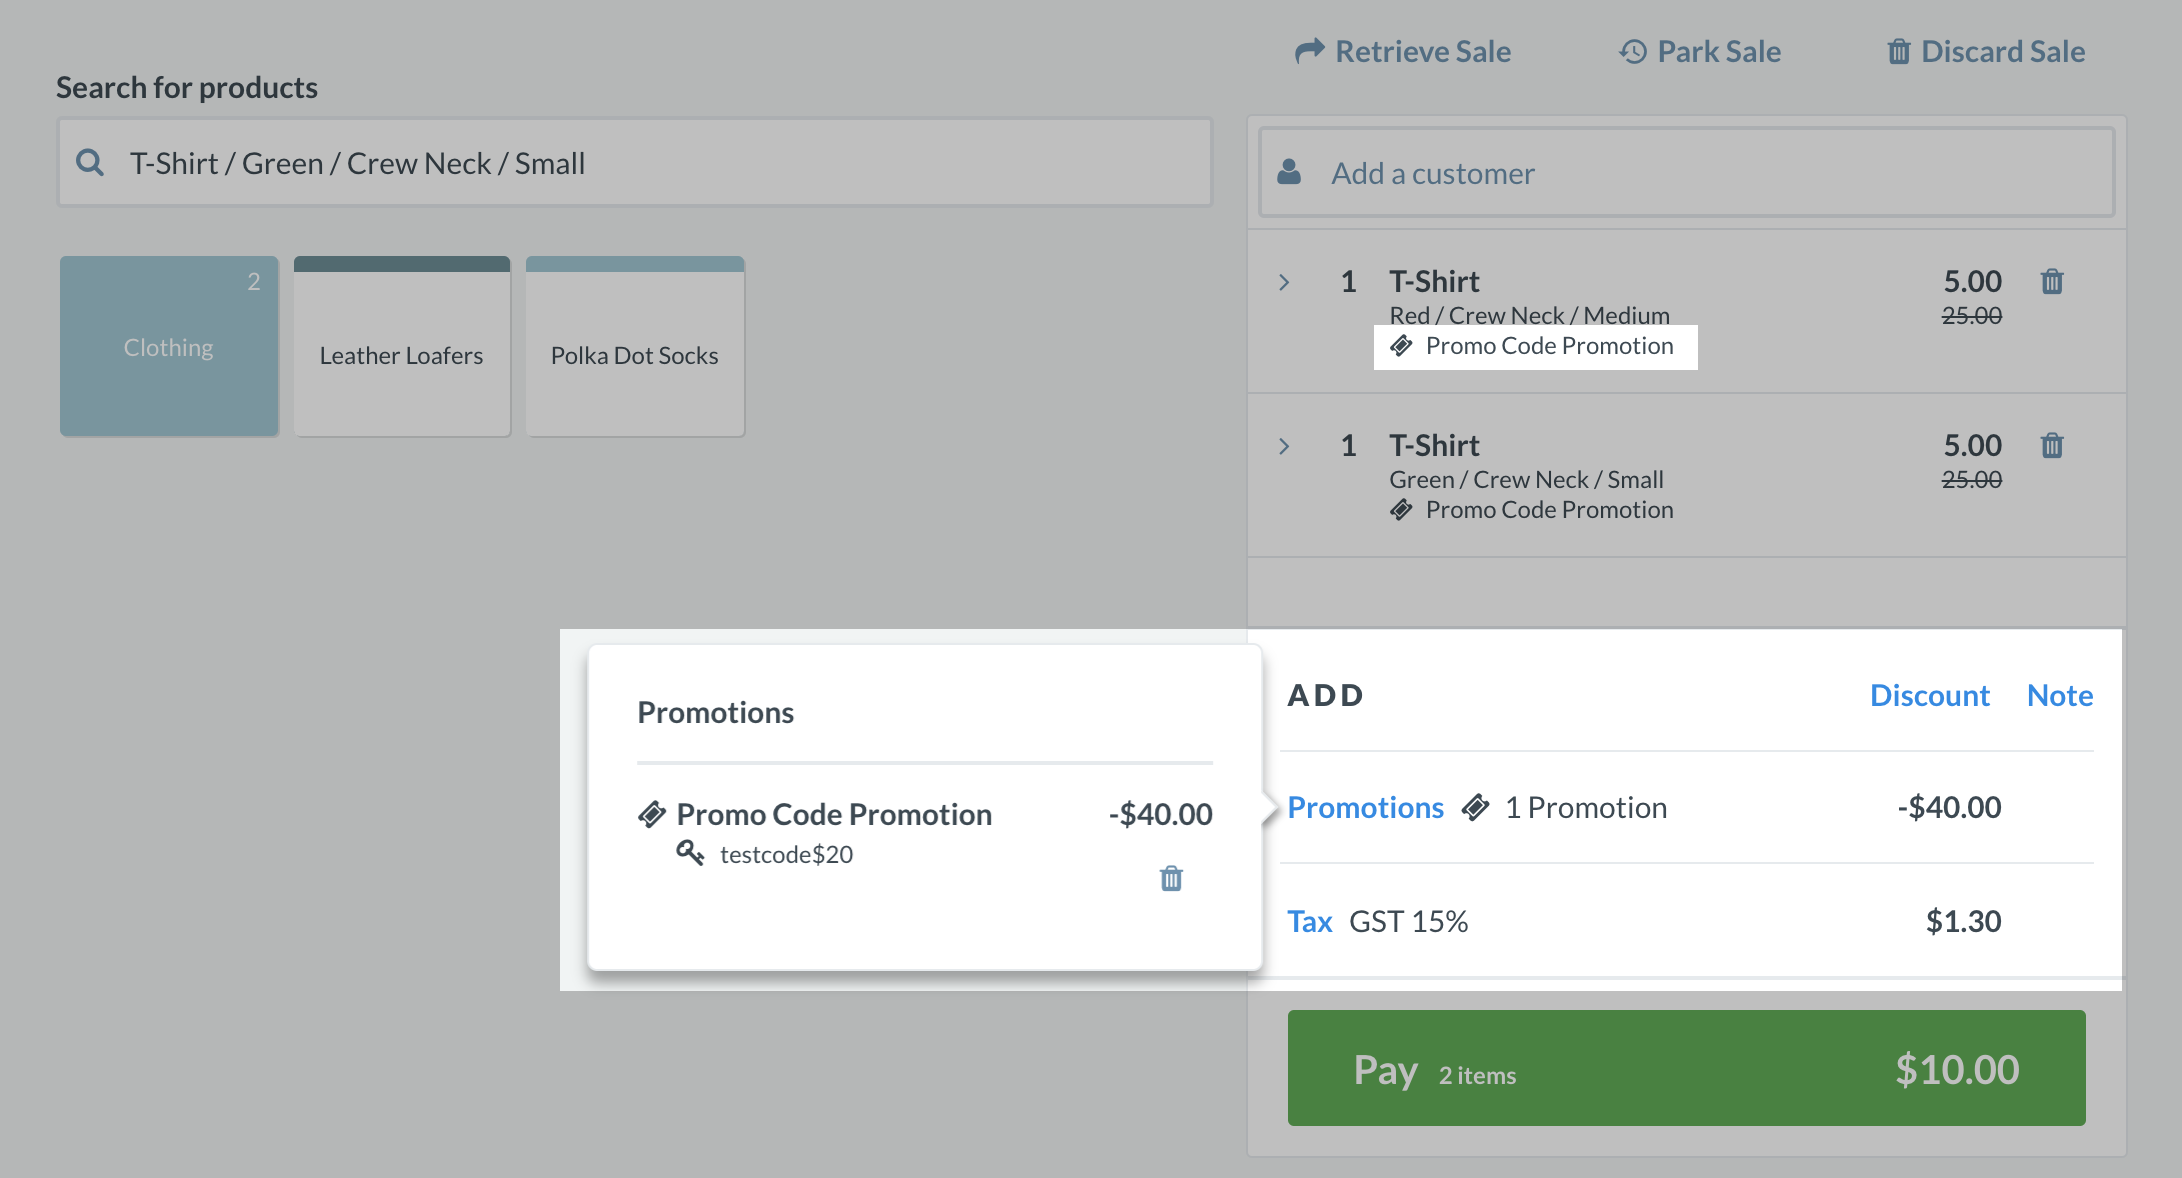 Retrieve Sale
Park Sale
Discard Sale
Search for products
T-Shirt / Green / Crew Neck / Small
Add a customer
2
Clothing
Leather Loafers
Polka Dot Socks
1 T-Shirt 5.00
Red / Crew Neck / Medium 25.00
Promo Code Promotion
1 T-Shirt 5.00
Green / Crew Neck / Small 25.00
Promo Code Promotion
Promotions
Promo Code Promotion -$40.00
testcode$20
ADD Discount Note
Promotions 1 Promotion -$40.00
Tax GST 15% $1.30
Pay 2 items $10.00